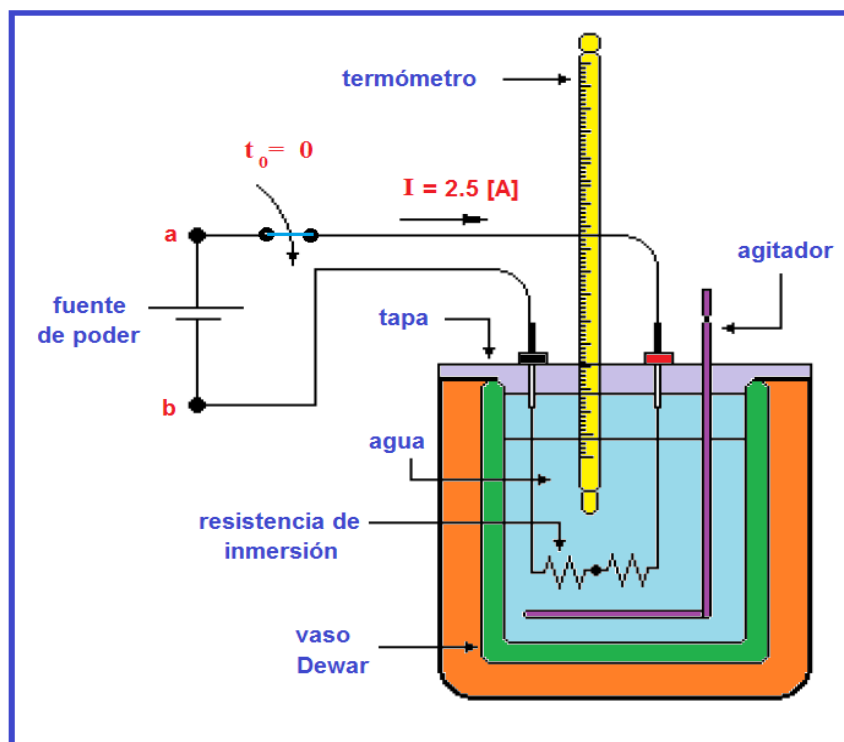 termómetro
t₀= 0
I = 2.5 [A]
a
agitador
fuente
de poder
tapa
b
agua
resistencia de
inmersión
vaso
Dewar